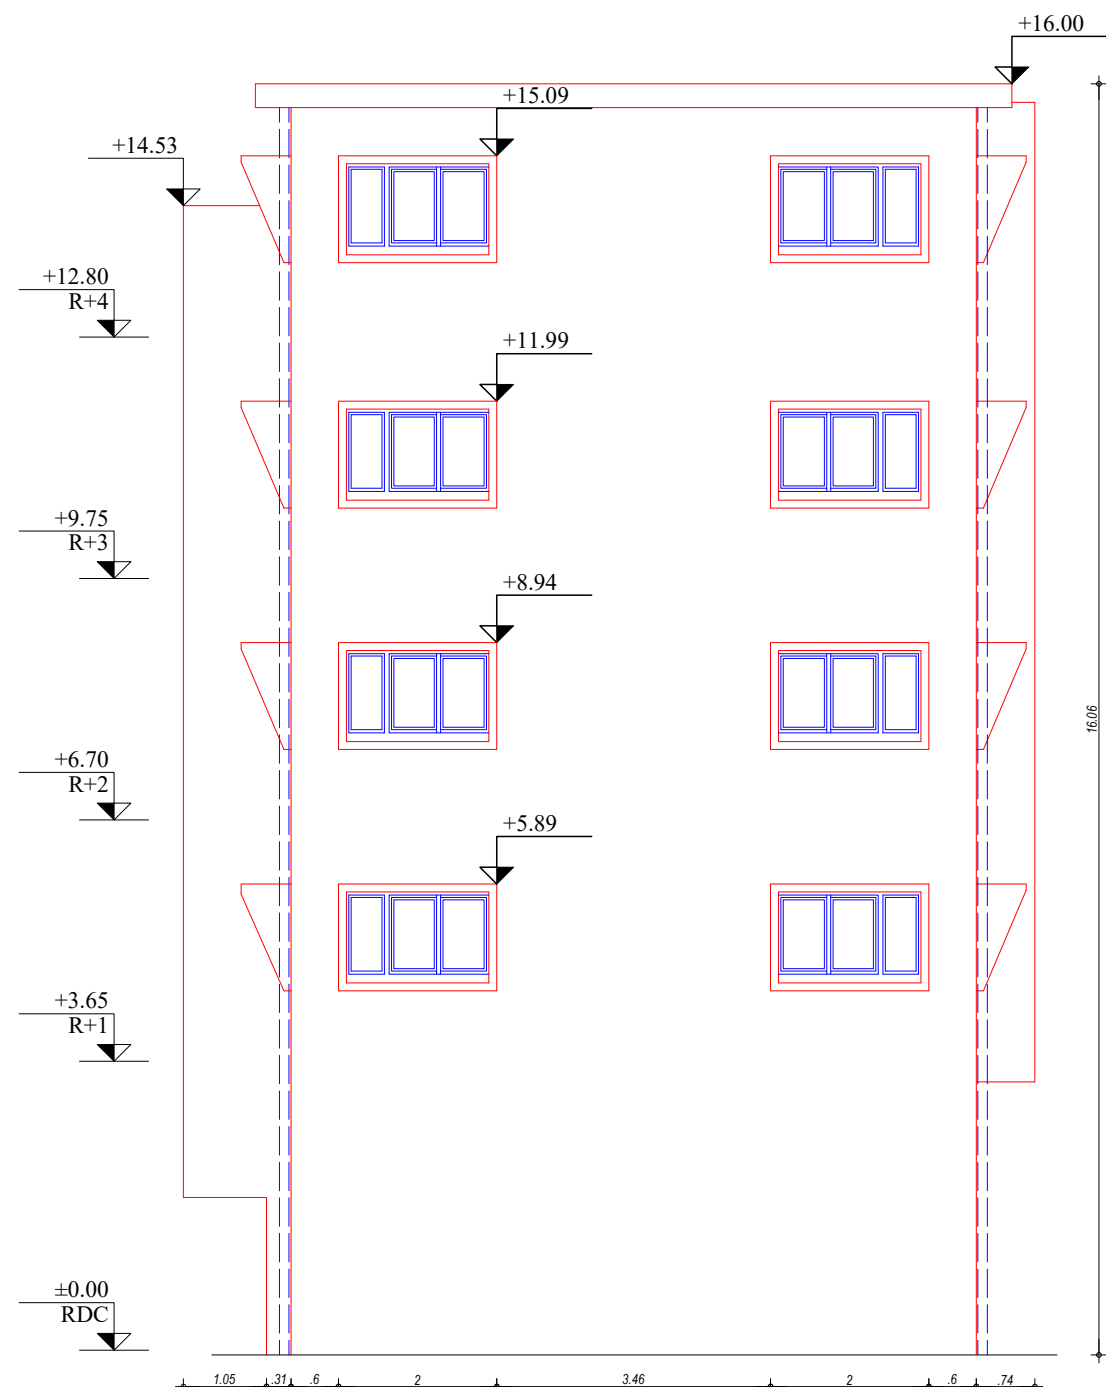 +16.00
+15.09
+14.53
+12.80
R+4
+11.99
+9.75
R+3
+8.94
+6.70
R+2
16.06
+5.89
+3.65
R+1
±0.00
RDC
1.05 .31 .6 2 3.46 2 .6 .74